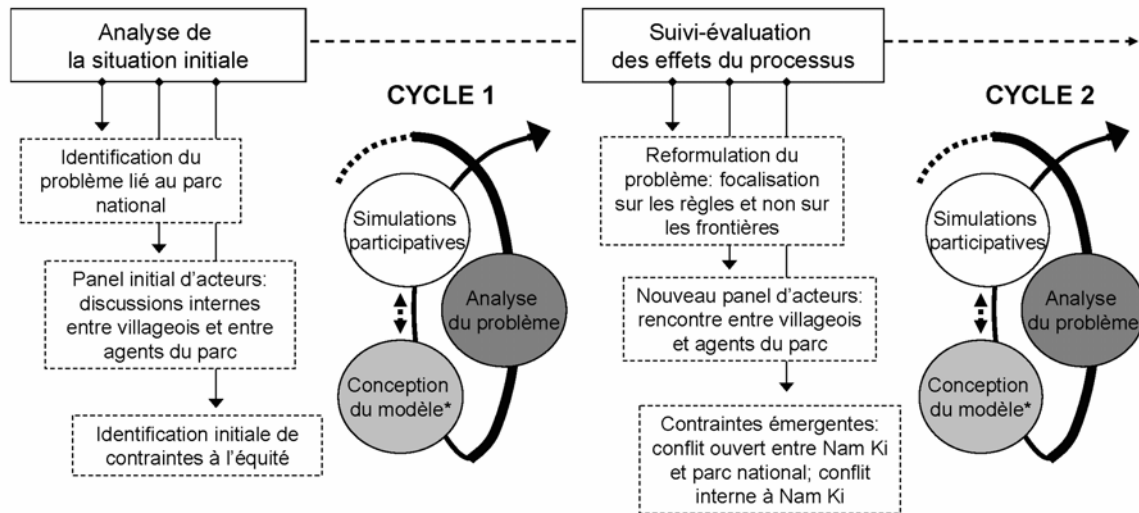 Analyse de
la situation initiale
Identification du
problème lié au parc
national
Panel initial d'acteurs:
discussions internes
entre villageois et entre
agents du parc
Identification initiale de
contraintes à l'équité
CYCLE 1
Simulations
participatives
Analyse
du problème
Conception
du modèle*
Suivi-évaluation
des effets du processus
Reformulation du
problème: focalisation
sur les règles et non sur
les frontières
Nouveau panel d'acteurs:
rencontre entre villageois
et agents du parc
Contraintes émergentes:
conflit ouvert entre Nam Ki
et parc national; conflit
interne à Nam Ki
CYCLE 2
Simulations
participatives
Analyse
du problème
Conception
du modèle*